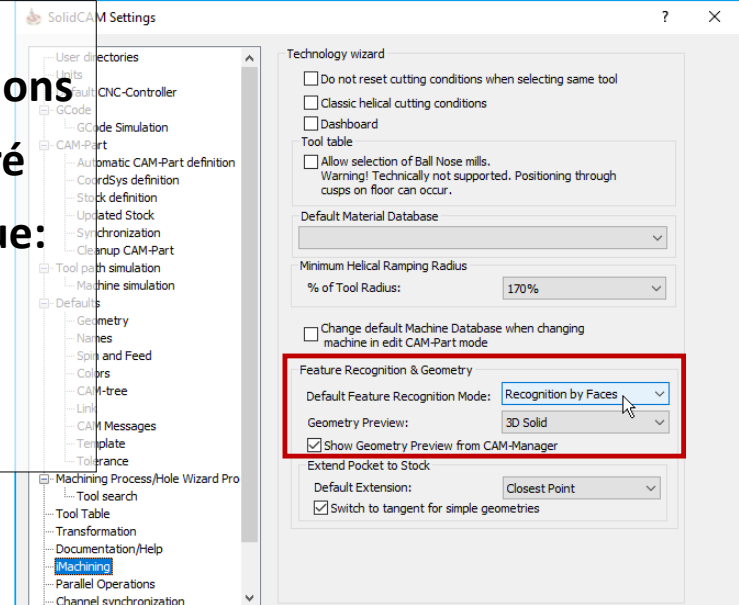 SolidCAM Settings
?
ons
é
ue:
User directories
Units
Default CNC-Controller
GCode
GCode Simulation
CAM-Part
Automatic CAM-Part definition
CoordSys definition
Stock definition
Updated Stock
Synchronization
Cleanup CAM-Part
Tool path simulation
Machine simulation
Defaults
Geometry
Names
Spin and Feed
Colors
CAM-tree
Link
CAM Messages
Template
Tolerance
Machining Process/Hole Wizard Pro
Tool search
Tool Table
Transformation
Documentation/Help
iMachining
Parallel Operations
Channel synchronization
Technology wizard
Do not reset cutting conditions when selecting same tool
Classic helical cutting conditions
Dashboard
Tool table
Allow selection of Ball Nose mills.
Warning! Technically not supported. Positioning through
cusps on floor can occur.
Default Material Database
Minimum Helical Ramping Radius
% of Tool Radius: 170%
Change default Machine Database when changing
machine in edit CAM-Part mode
Feature Recognition & Geometry
Default Feature Recognition Mode: Recognition by Faces
Geometry Preview: 3D Solid
Show Geometry Preview from CAM-Manager
Extend Pocket to Stock
Default Extension: Closest Point
Switch to tangent for simple geometries